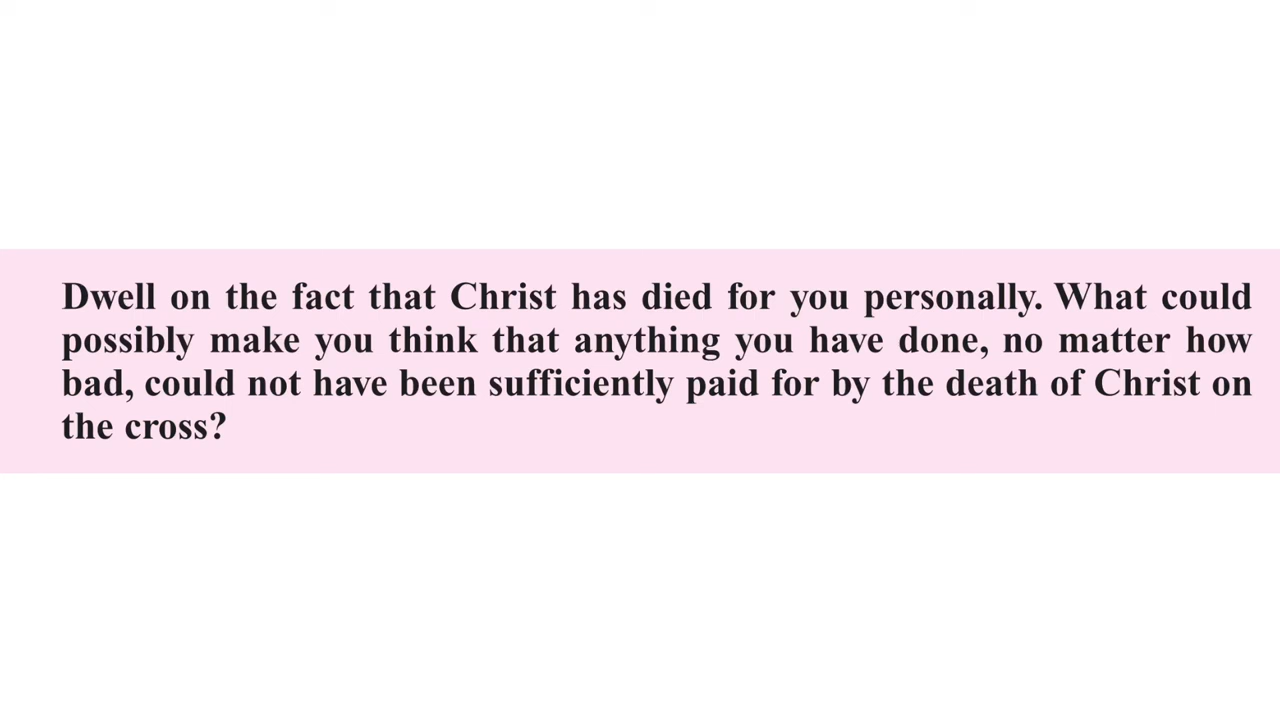 Dwell on the fact that Christ has died for you personally. What could
possibly make you think that anything you have done, no matter how
bad, could not have been sufficiently paid for by the death of Christ on
the cross?